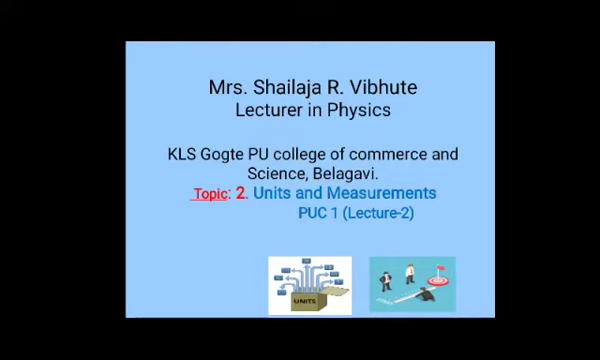 Mrs. Shailaja R. Vibhute
Lecturer in Physics
KLS Gogte PU college of commerce and
Science, Belagavi.
Topic: 2. Units and Measurements
PUC 1 (Lecture-2)
UNITS